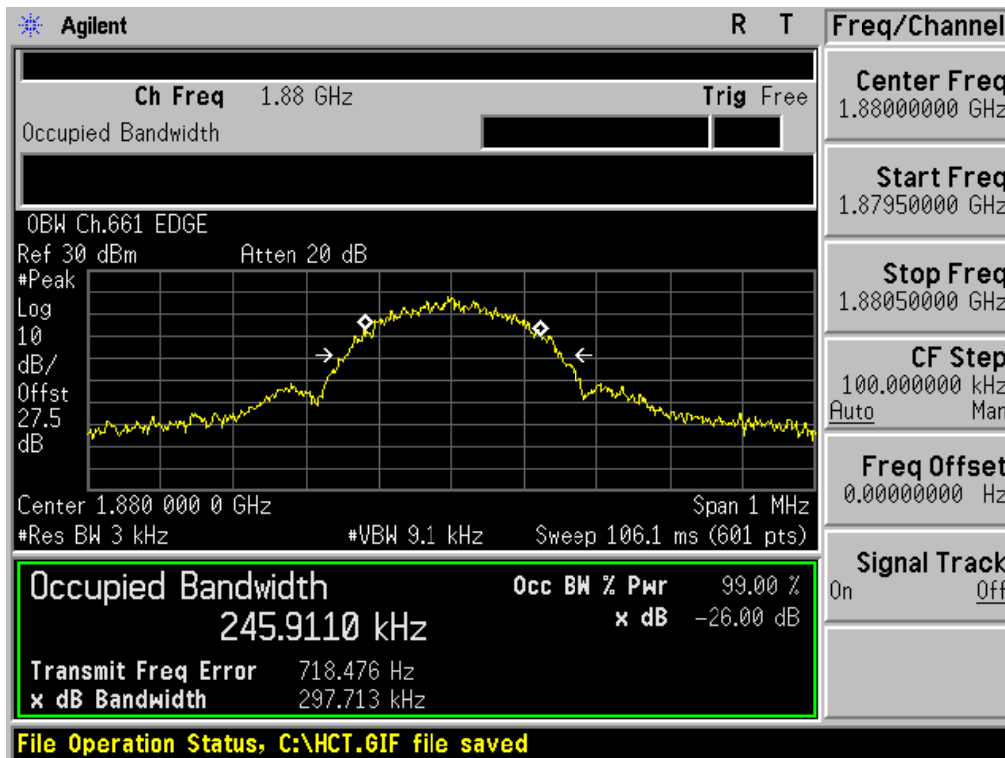 Agilent R T
Freq/Channel
Ch Freq 1.88 GHz Trig Free
Occupied Bandwidth
Center Freq
1.88000000 GHz
Start Freq
1.87950000 GHz
Stop Freq
1.88050000 GHz
CF Step
100.000000 kHz
Auto Man
Freq Offset
0.00000000 Hz
Signal Track
On Off
OBW Ch.661 EDGE
Ref 30 dBm Atten 20 dB
#Peak
Log
10
dB/
Offst
27.5
dB
Center 1.880 000 0 GHz Span 1 MHz
#Res BW 3 kHz #VBW 9.1 kHz Sweep 106.1 ms (601 pts)
Occupied Bandwidth
245.9110 kHz
Occ BW % Pwr 99.00 %
x dB -26.00 dB
Transmit Freq Error 718.476 Hz
x dB Bandwidth 297.713 kHz
File Operation Status, C:\HCT.GIF file saved